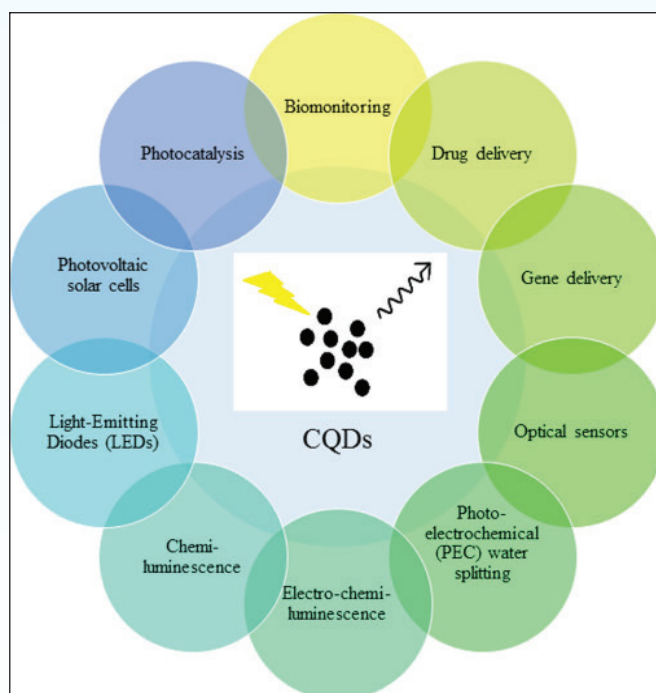 Biomonitoring
Drug delivery
Gene delivery
Optical sensors
Photo-
electrochemical
(PEC) water
splitting
Electro-chemi-
luminescence
Chemi-
luminescence
Light-Emitting
Diodes (LEDs)
Photovoltaic
solar cells
Photocatalysis
CQDs